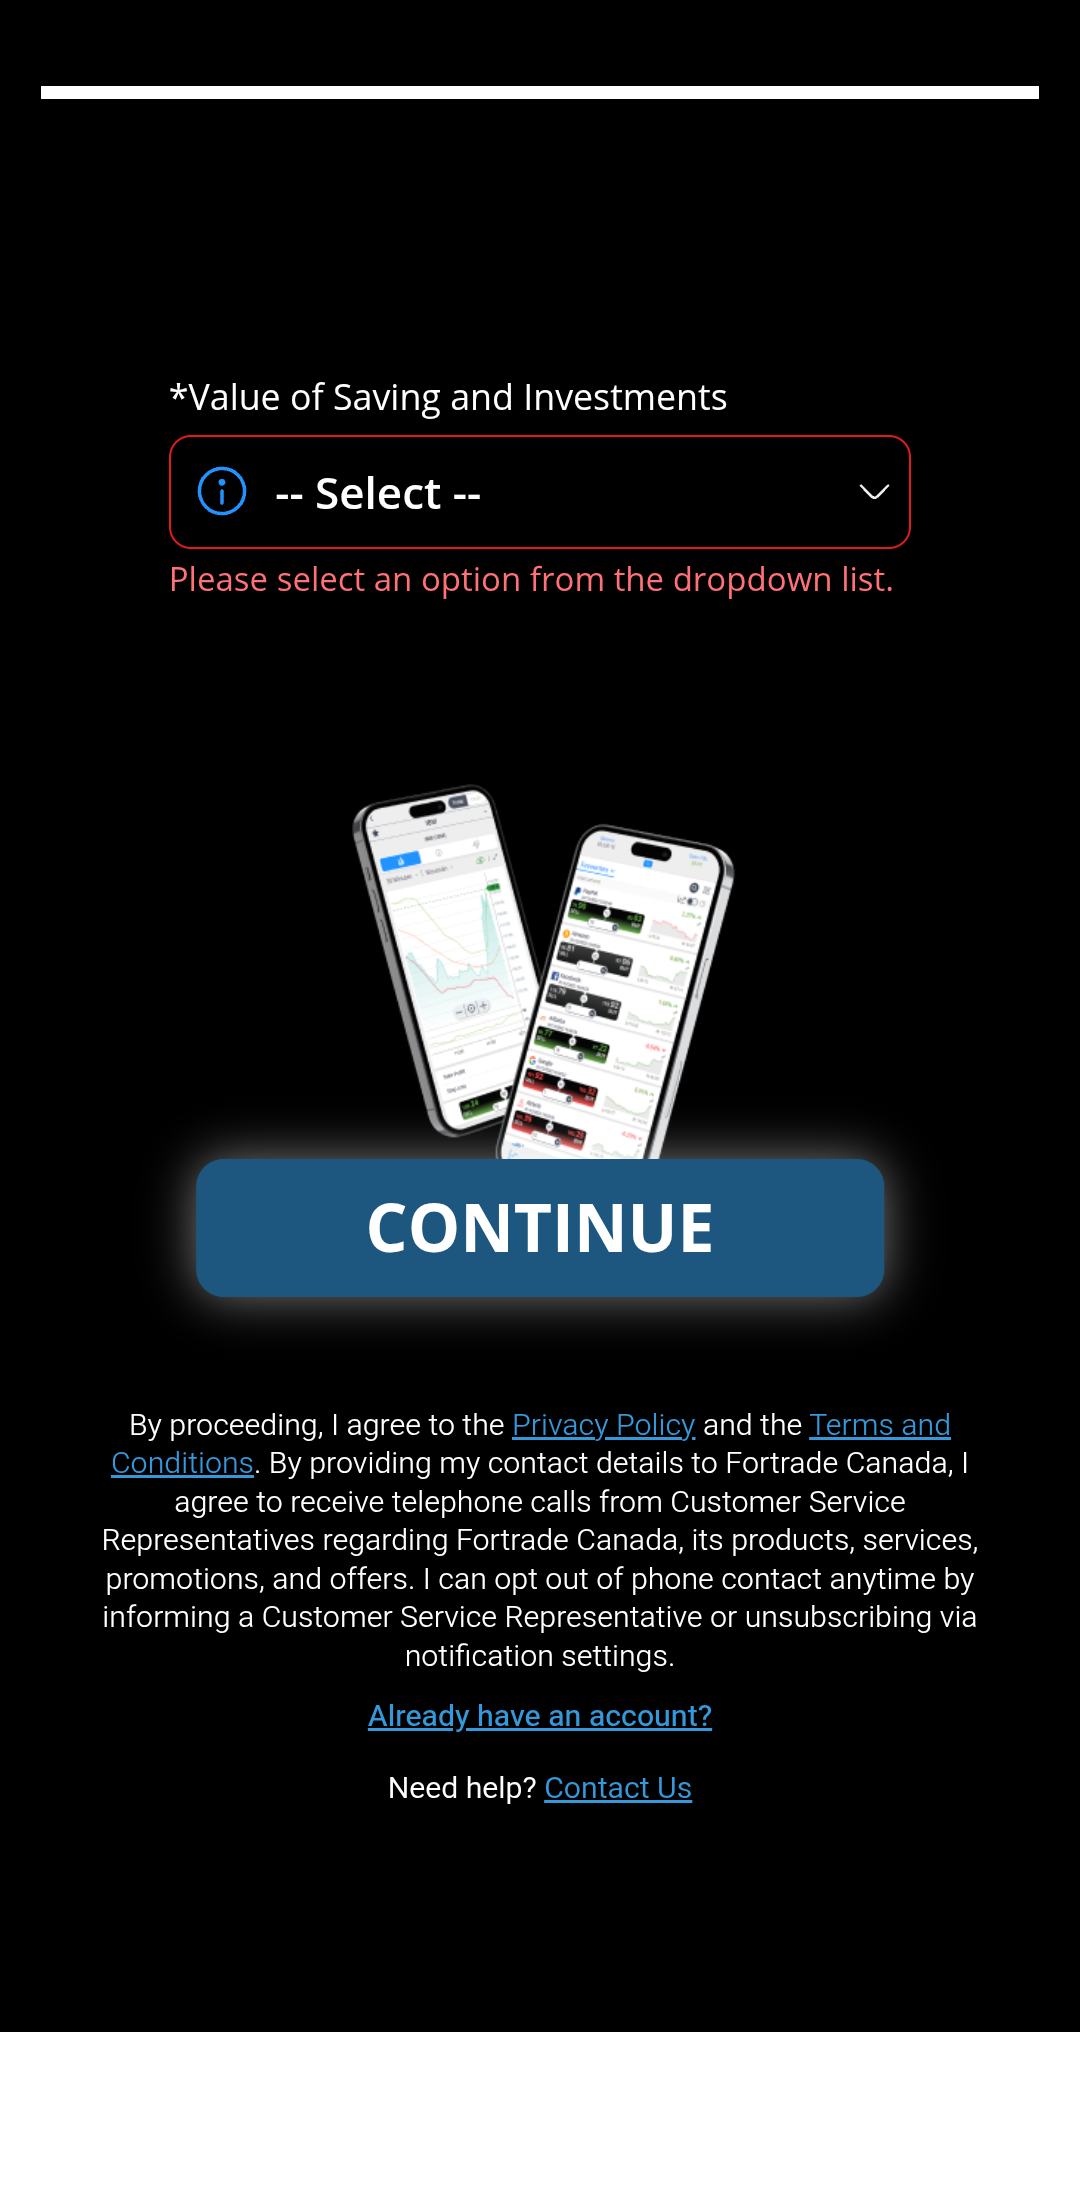 *Value of Saving and Investments
-- Select --
Please select an option from the dropdown list.
CONTINUE
By proceeding, I agree to the Privacy Policy and the Terms and
Conditions. By providing my contact details to Fortrade Canada, I
agree to receive telephone calls from Customer Service
Representatives regarding Fortrade Canada, its products, services,
promotions, and offers. I can opt out of phone contact anytime by
informing a Customer Service Representative or unsubscribing via
notification settings.
Already have an account?
Need help? Contact Us